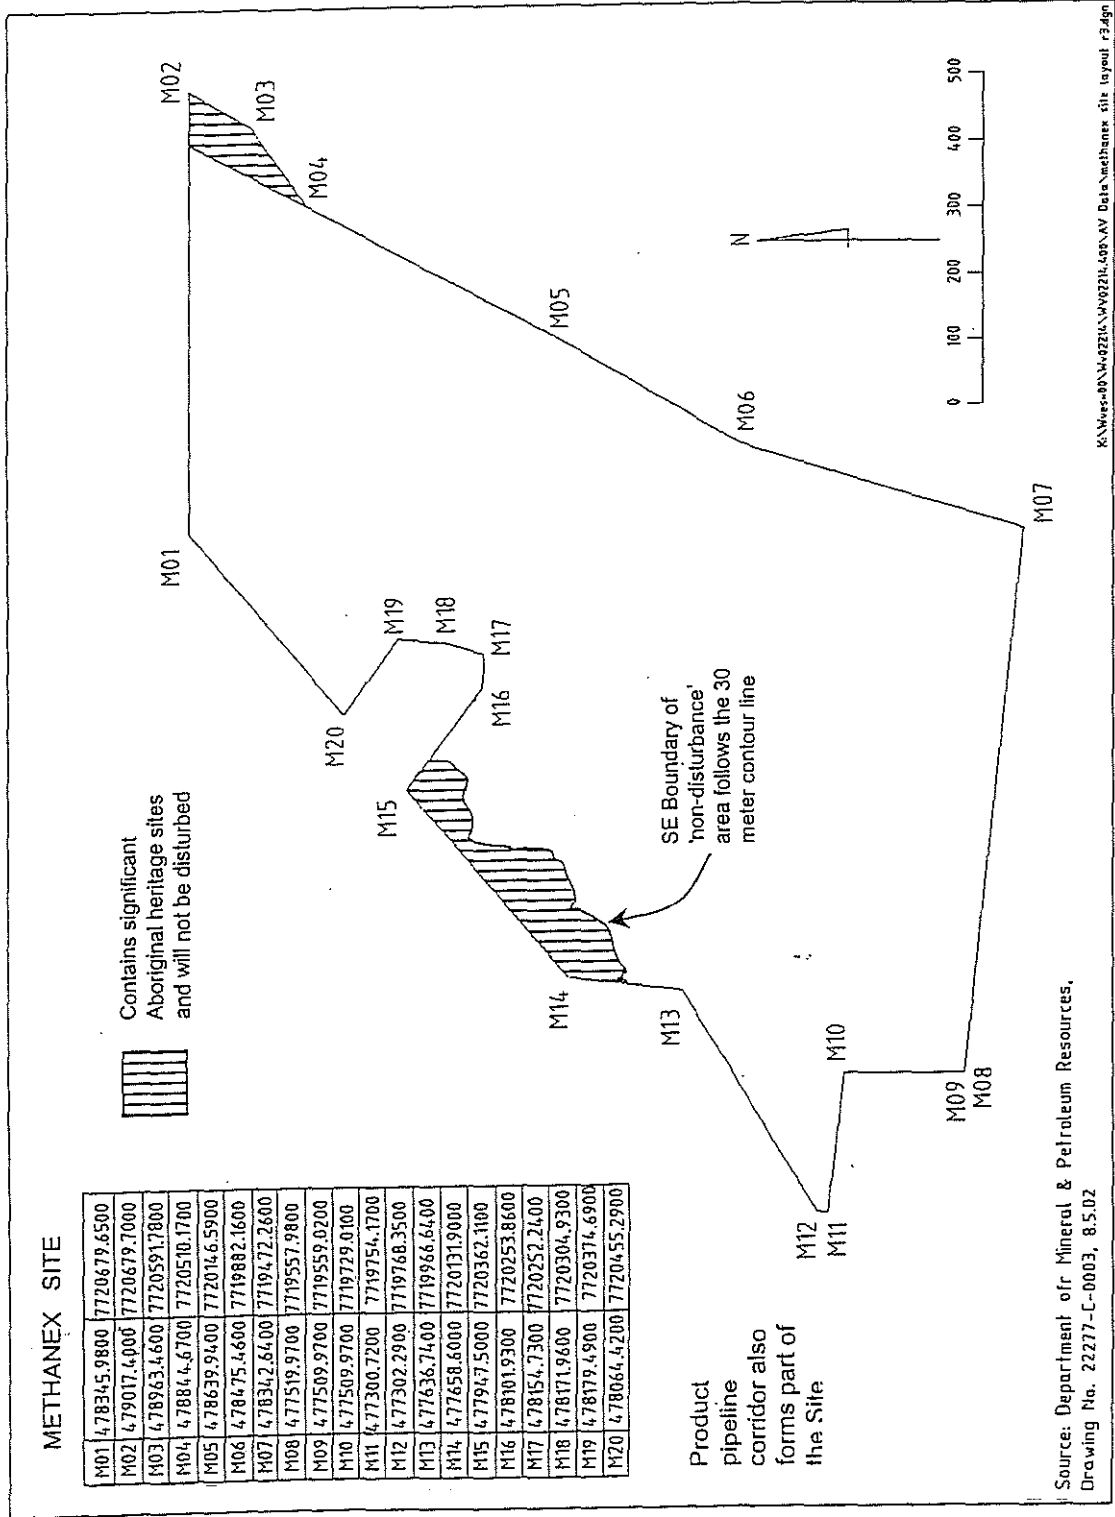 METHANEX SITE
M01 478345.9800 7720679.6500
M02 479017.4000 7720679.7000
M03 478963.4600 7720591.7800
M04 478844.6700 7720510.1700
M05 478639.9400 7720146.5900
M06 478475.4600 7719882.1600
M07 478342.6400 7719472.2600
M08 477519.9700 7719557.9800
M09 477509.9700 7719559.0200
M10 477509.9700 7719729.0100
M11 477300.7200 7719754.1700
M12 477302.2900 7719768.3500
M13 477636.7400 7719966.6400
M14 477658.6000 7720131.9000
M15 477947.5000 7720362.1100
M16 478101.9300 7720253.8600
M17 478154.7300 7720252.2400
M18 478171.9600 7720304.9300
M19 478179.4900 7720374.6900
M20 478064.4200 7720455.2900
Contains significant
Aboriginal heritage sites
and will not be disturbed
M01
M02
M03
M04
M05
M06
M07
M09
M08
M10
M12
M11
M13
M14
M15
M16
M17
M18
M19
M20
SE Boundary of
'non-disturbance'
area follows the 30
meter contour line
N
0 100 200 300 400 500
Product
pipeline
corridor also
forms part of
the Site
Source: Department ofr Mineral & Petroleum Resources,
Drawing No. 22277-C-0003, 8.5.02
methanex site layout r3.dgn